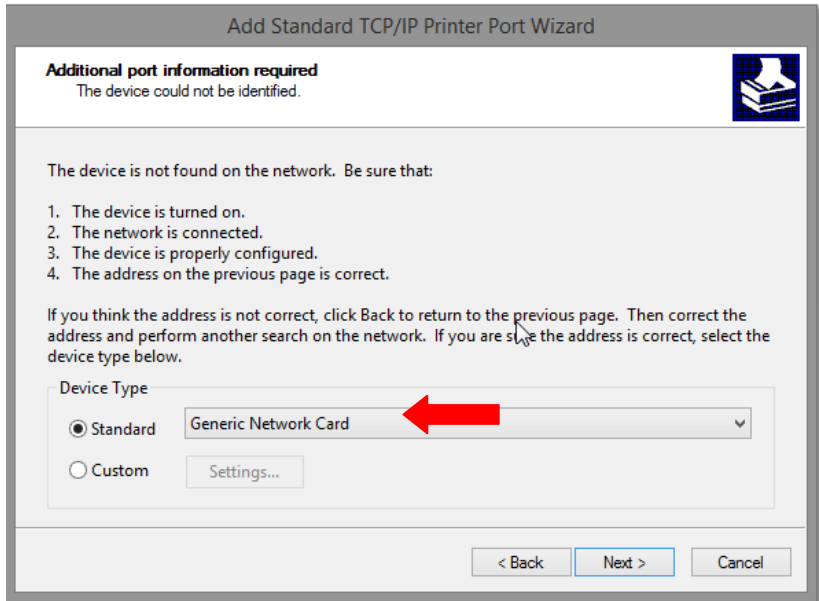 Add Standard TCP/IP Printer Port Wizard
Additional port information required
The device could not be identified.
The device is not found on the network. Be sure that:
1. The device is turned on.
2. The network is connected.
3. The device is properly configured.
4. The address on the previous page is correct.
If you think the address is not correct, click Back to return to the previous page. Then correct the
address and perform another search on the network. If you are sure the address is correct, select the
device type below.
Device Type
Standard
Generic Network Card
Custom
Settings...
< Back
Next >
Cancel